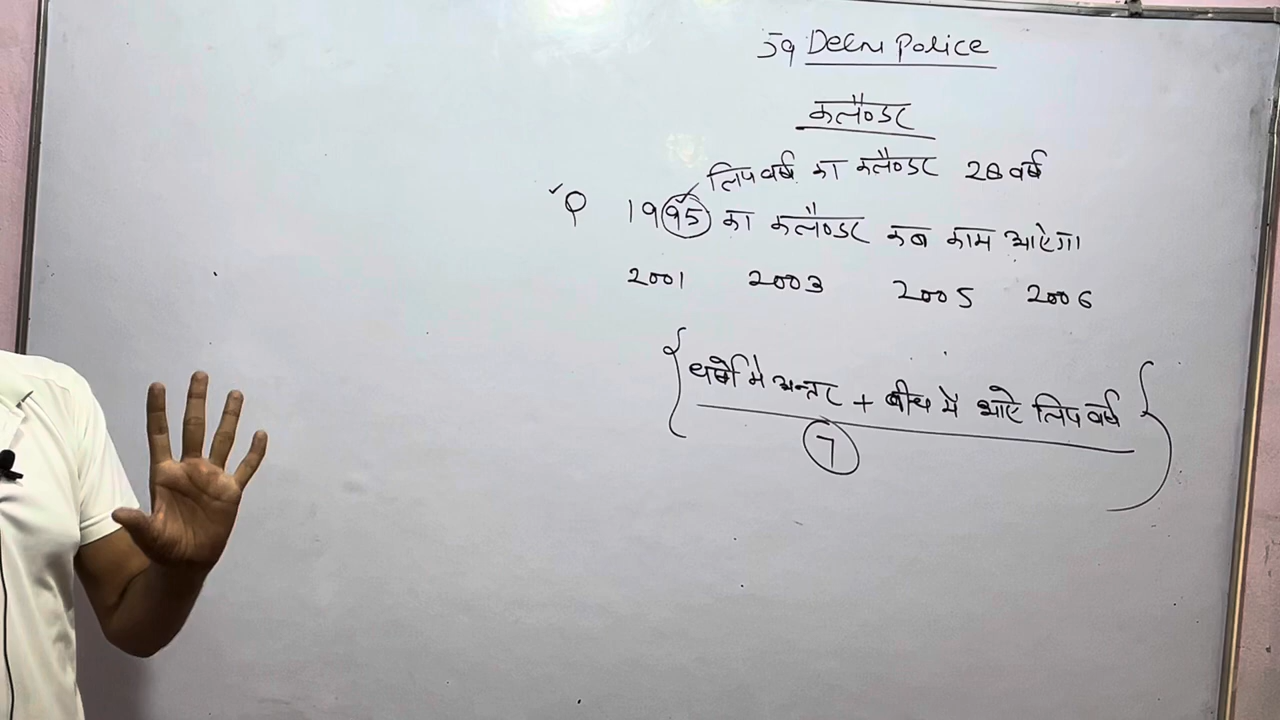 59 Delhi Police
कलैण्डर
लिप वर्ष का कलैण्डर 28 वर्ष
Q 1995 का कलैण्डर कब काम आऐगा
2001 2003 2005 2006
{ वर्षो मे अन्तर + बीच में आऐ लिप वर्ष }
7